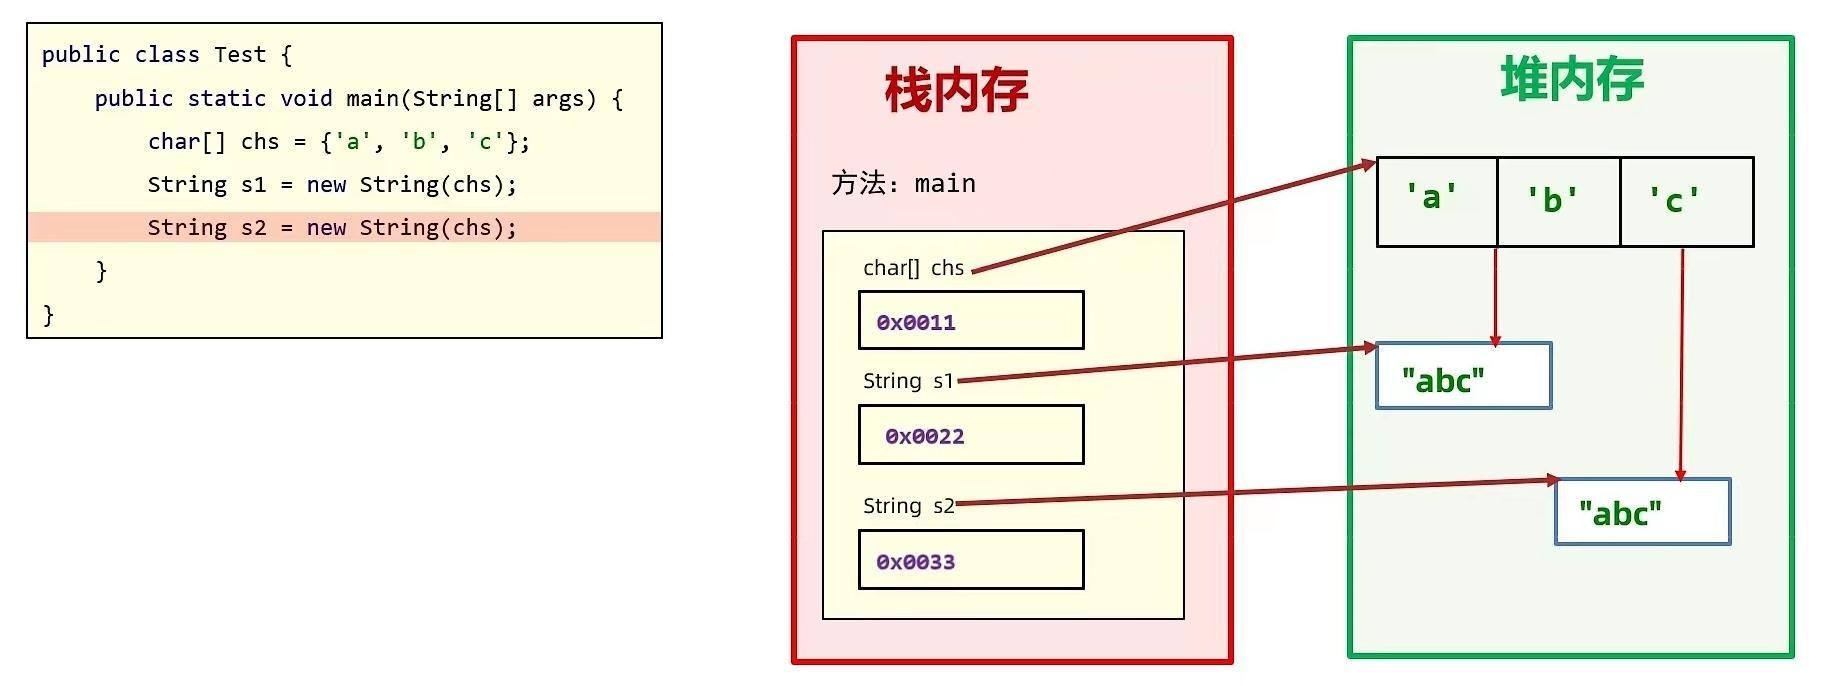 public class Test {
public static void main(String[] args) {
char[] chs = {'a', 'b', 'c'};
String s1 = new String(chs);
String s2 = new String(chs);
}
}
栈内存
方法：main
char[] chs
0x0011
String s1
0x0022
String s2
0x0033
堆内存
'a' 'b' 'c'
"abc"
"abc"